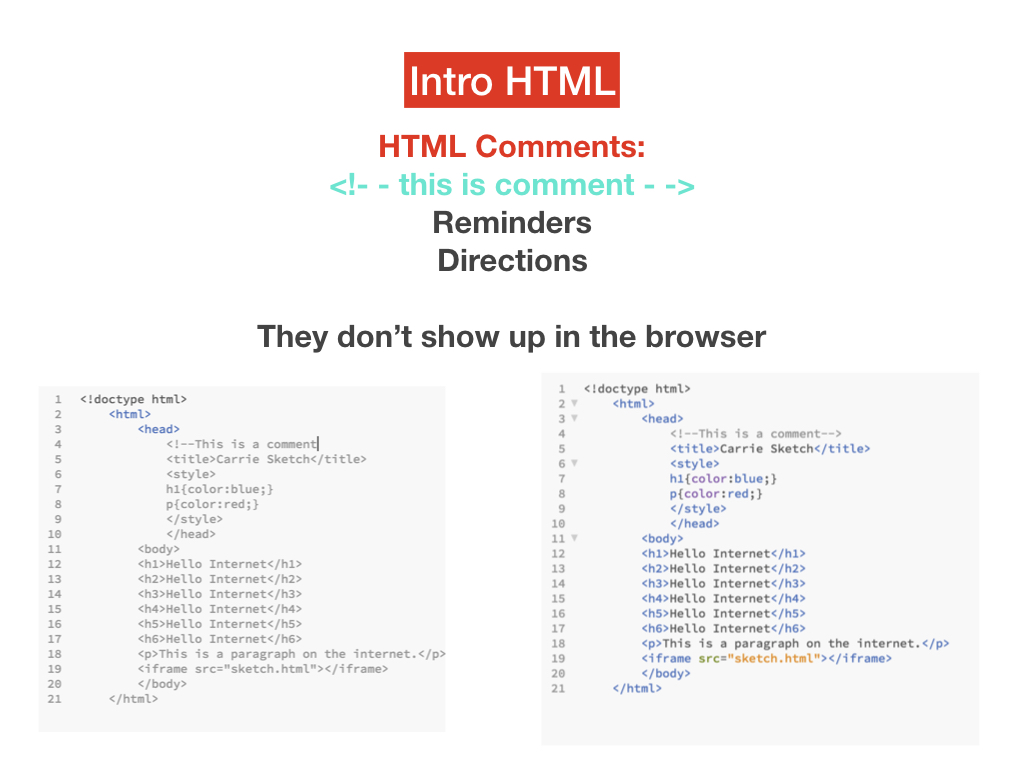 Intro HTML
HTML Comments:
<!- - this is comment - ->
Reminders
Directions
They don’t show up in the browser
1 <!doctype html>
2 <html>
3 <head>
4 <!--This is a comment
5 <title>Carrie Sketch</title>
6 <style>
7 h1{color:blue;}
8 p{color:red;}
9 </style>
10 </head>
11 <body>
12 <h1>Hello Internet</h1>
13 <h2>Hello Internet</h2>
14 <h3>Hello Internet</h3>
15 <h4>Hello Internet</h4>
16 <h5>Hello Internet</h5>
17 <h6>Hello Internet</h6>
18 <p>This is a paragraph on the internet.</p>
19 <iframe src="sketch.html"></iframe>
20 </body>
21 </html>
1 <!doctype html>
2 <html>
3 <head>
4 <!--This is a comment-->
5 <title>Carrie Sketch</title>
6 <style>
7 h1{color:blue;}
8 p{color:red;}
9 </style>
10 </head>
11 <body>
12 <h1>Hello Internet</h1>
13 <h2>Hello Internet</h2>
14 <h3>Hello Internet</h3>
15 <h4>Hello Internet</h4>
16 <h5>Hello Internet</h5>
17 <h6>Hello Internet</h6>
18 <p>This is a paragraph on the internet.</p>
19 <iframe src="sketch.html"></iframe>
20 </body>
21 </html>